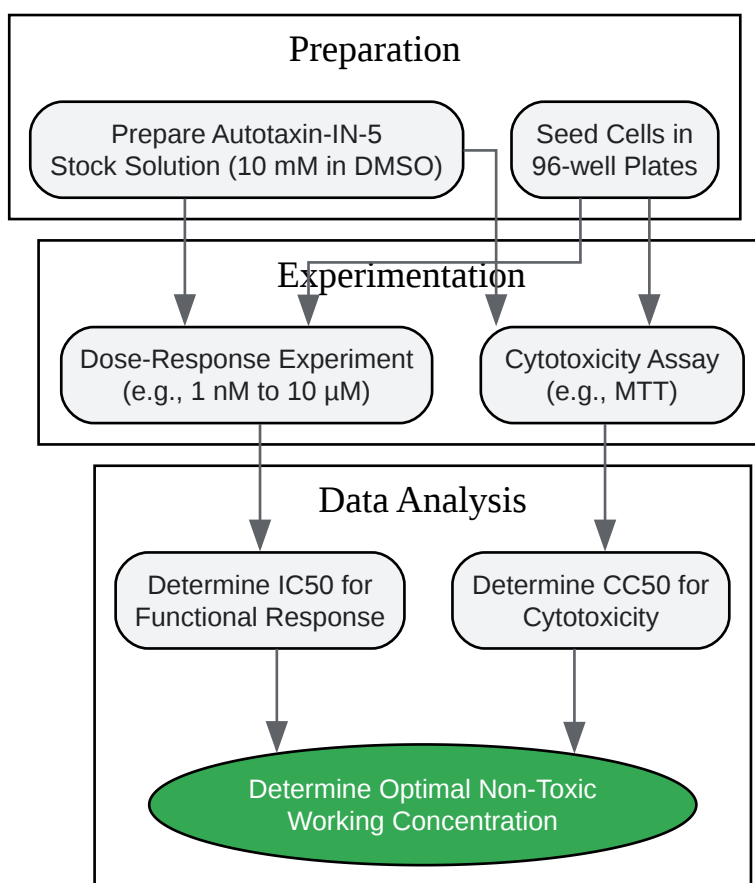 Preparation
Prepare Autotaxin-IN-5
Stock Solution (10 mM in DMSO)
Seed Cells in
96-well Plates
Experimentation
Dose-Response Experiment
(e.g., 1 nM to 10 µM)
Cytotoxicity Assay
(e.g., MTT)
Data Analysis
Determine IC50 for
Functional Response
Determine CC50 for
Cytotoxicity
Determine Optimal Non-Toxic
Working Concentration